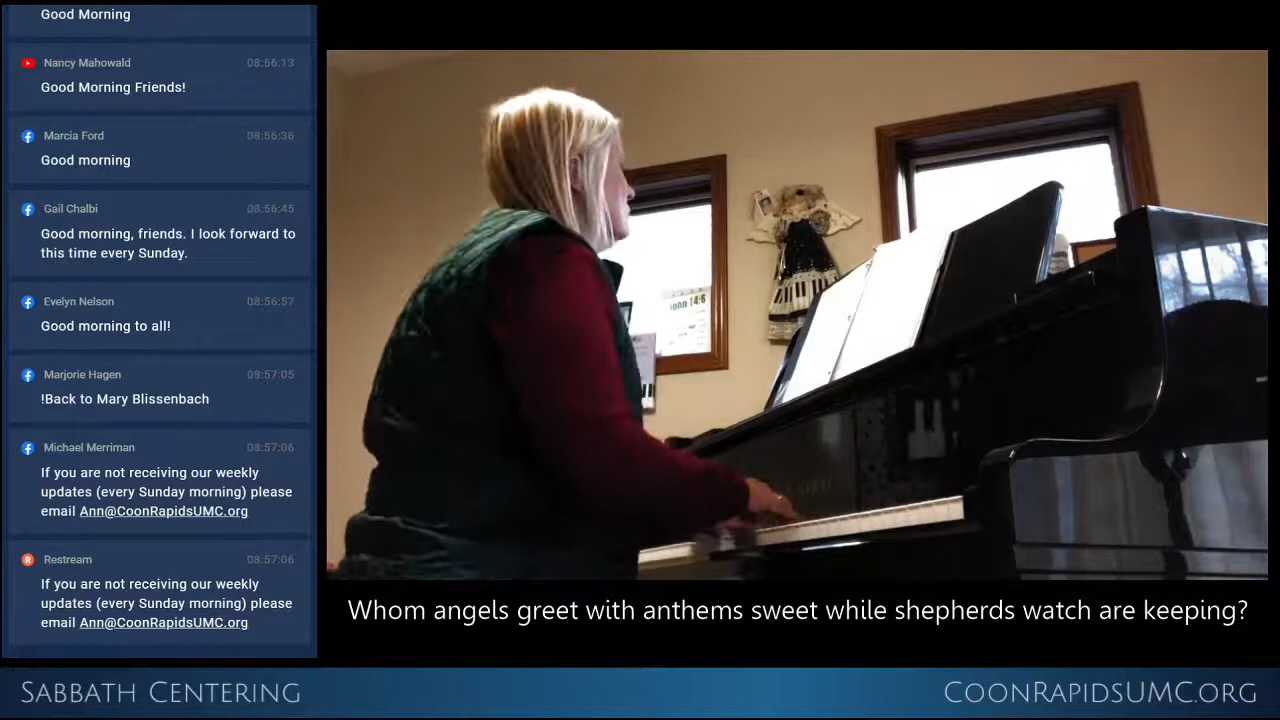 Good Morning
Nancy Mahowald 08:56:13
Good Morning Friends!
Marcia Ford 08:56:36
Good morning
Gail Chalbi 08:56:45
Good morning, friends. I look forward to
this time every Sunday.
Evelyn Nelson 08:56:57
Good morning to all!
Marjorie Hagen 08:57:05
!Back to Mary Blissenbach
Michael Merriman 08:57:06
If you are not receiving our weekly
updates (every Sunday morning) please
email Ann@CoonRapidsUMC.org
R Restream 08:57:06
If you are not receiving our weekly
updates (every Sunday morning) please
email Ann@CoonRapidsUMC.org
John 14:6
Whom angels greet with anthems sweet while shepherds watch are keeping?
Sabbath Centering
CoonRapidsUMC.org